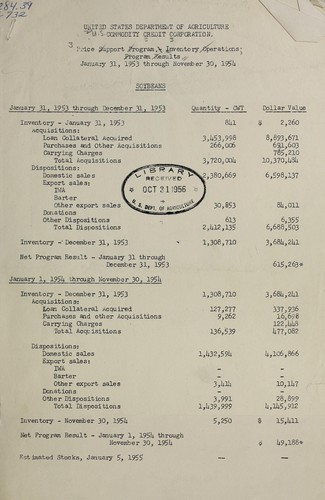 284.39
C732
UNITED STATES DEPARTMENT OF AGRICULTURE
COMMODITY CREDIT CORPORATION.
Price Support Program & Inventory Operations;
Program Results
January 31, 1953 through November 30, 1954
SOYBEANS
January 31, 1953 through December 31, 1953 Quantity - CWT Dollar Value
Inventory - January 31, 1953 841 $ 2,260
Acquisitions:
Loan Collateral Acquired 3,453,998 8,893,671
Purchases and Other Acquisitions 266,006 691,603
Carrying Charges 785,210
Total Acquisitions 3,720,004 10,370,484
Dispositions:
Domestic sales 2,380,669 6,598,137
Export sales:
IWA
Barter
Other export sales 30,853 84,011
Donations
Other Dispositions 613 6,355
Total Dispositions 2,412,135 6,688,503
LIBRARY
RECEIVED
OCT 21 1956
U. S. DEPT. OF AGRICULTURE
Inventory - December 31, 1953 1,308,710 3,684,241
Net Program Result - January 31 through
December 31, 1953 615,263*
January 1, 1954 through November 30, 1954
Inventory - December 31, 1953 1,308,710 3,684,241
Acquisitions:
Loan Collateral Acquired 127,277 337,936
Purchases and other Acquisitions 9,262 16,698
Carrying Charges 122,448
Total Acquisitions 136,539 477,082
Dispositions:
Domestic sales 1,432,594 4,106,866
Export sales:
IWA - -
Barter - -
Other export sales 3,414 10,147
Donations - -
Other Dispositions 3,991 28,899
Total Dispositions 1,439,999 4,145,912
Inventory - November 30, 1954 5,250 $ 15,411
Net Program Result - January 1, 1954 through
November 30, 1954 $ 49,188*
Estimated Stocks, January 5, 1955 -- --